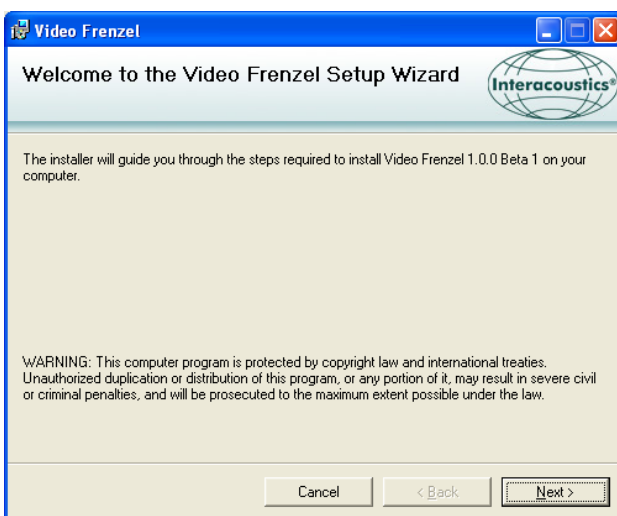 Video Frenzel
Welcome to the Video Frenzel Setup Wizard
Interacoustics®
The installer will guide you through the steps required to install Video Frenzel 1.0.0 Beta 1 on your
computer.
WARNING: This computer program is protected by copyright law and international treaties.
Unauthorized duplication or distribution of this program, or any portion of it, may result in severe civil
or criminal penalties, and will be prosecuted to the maximum extent possible under the law.
Cancel < Back Next >